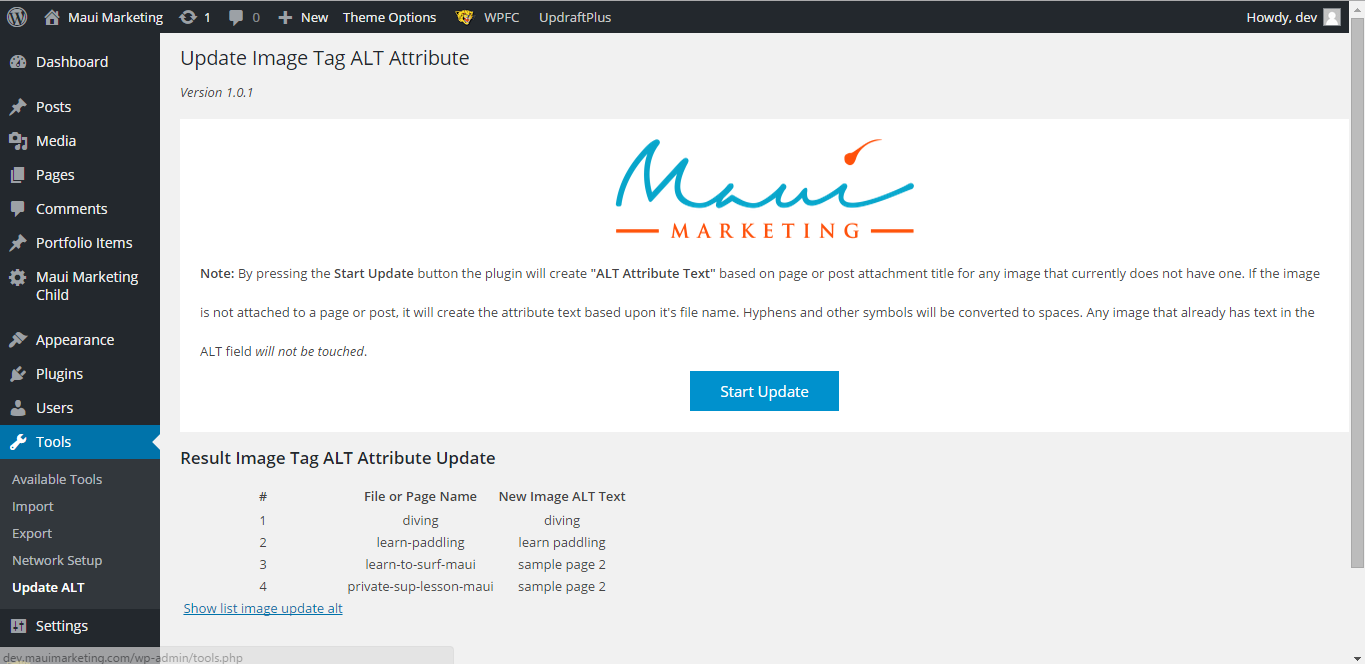 Maui Marketing 1 0 New Theme Options WPFC UpdraftPlus Howdy, dev
Dashboard
Posts
Media
Pages
Comments
Portfolio Items
Maui Marketing
Child
Appearance
Plugins
Users
Tools
Available Tools
Import
Export
Network Setup
Update ALT
Settings
dev.mauimarketing.com/wp-admin/tools.php
Update Image Tag ALT Attribute
Version 1.0.1
Maui
MARKETING
Note: By pressing the Start Update button the plugin will create "ALT Attribute Text" based on page or post attachment title for any image that currently does not have one. If the image
is not attached to a page or post, it will create the attribute text based upon it's file name. Hyphens and other symbols will be converted to spaces. Any image that already has text in the
ALT field will not be touched.
Start Update
Result Image Tag ALT Attribute Update
# File or Page Name New Image ALT Text
1 diving diving
2 learn-paddling learn paddling
3 learn-to-surf-maui sample page 2
4 private-sup-lesson-maui sample page 2
Show list image update alt